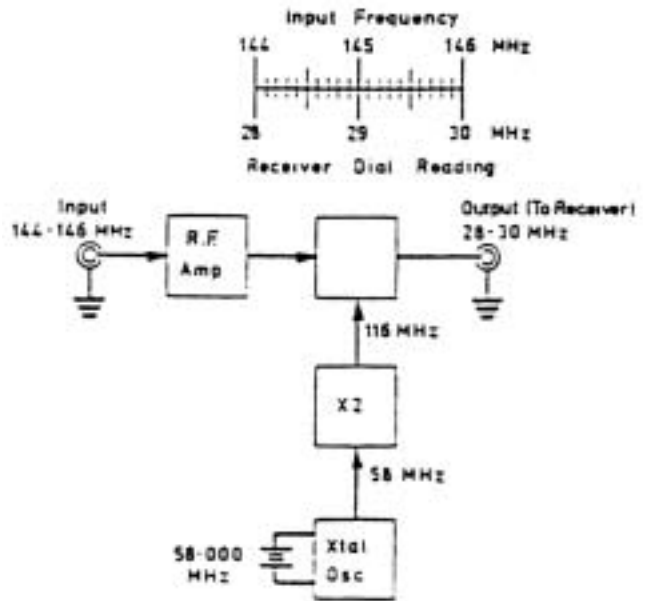 Input Frequency
144 145 146 MHz
28 29 30 MHz
Receiver Dial Reading
Input
144-146 MHz
Output (To Receiver)
28-30 MHz
R.F.
Amp
116 MHz
X2
58 MHz
58·000
MHz
Xtal
Osc